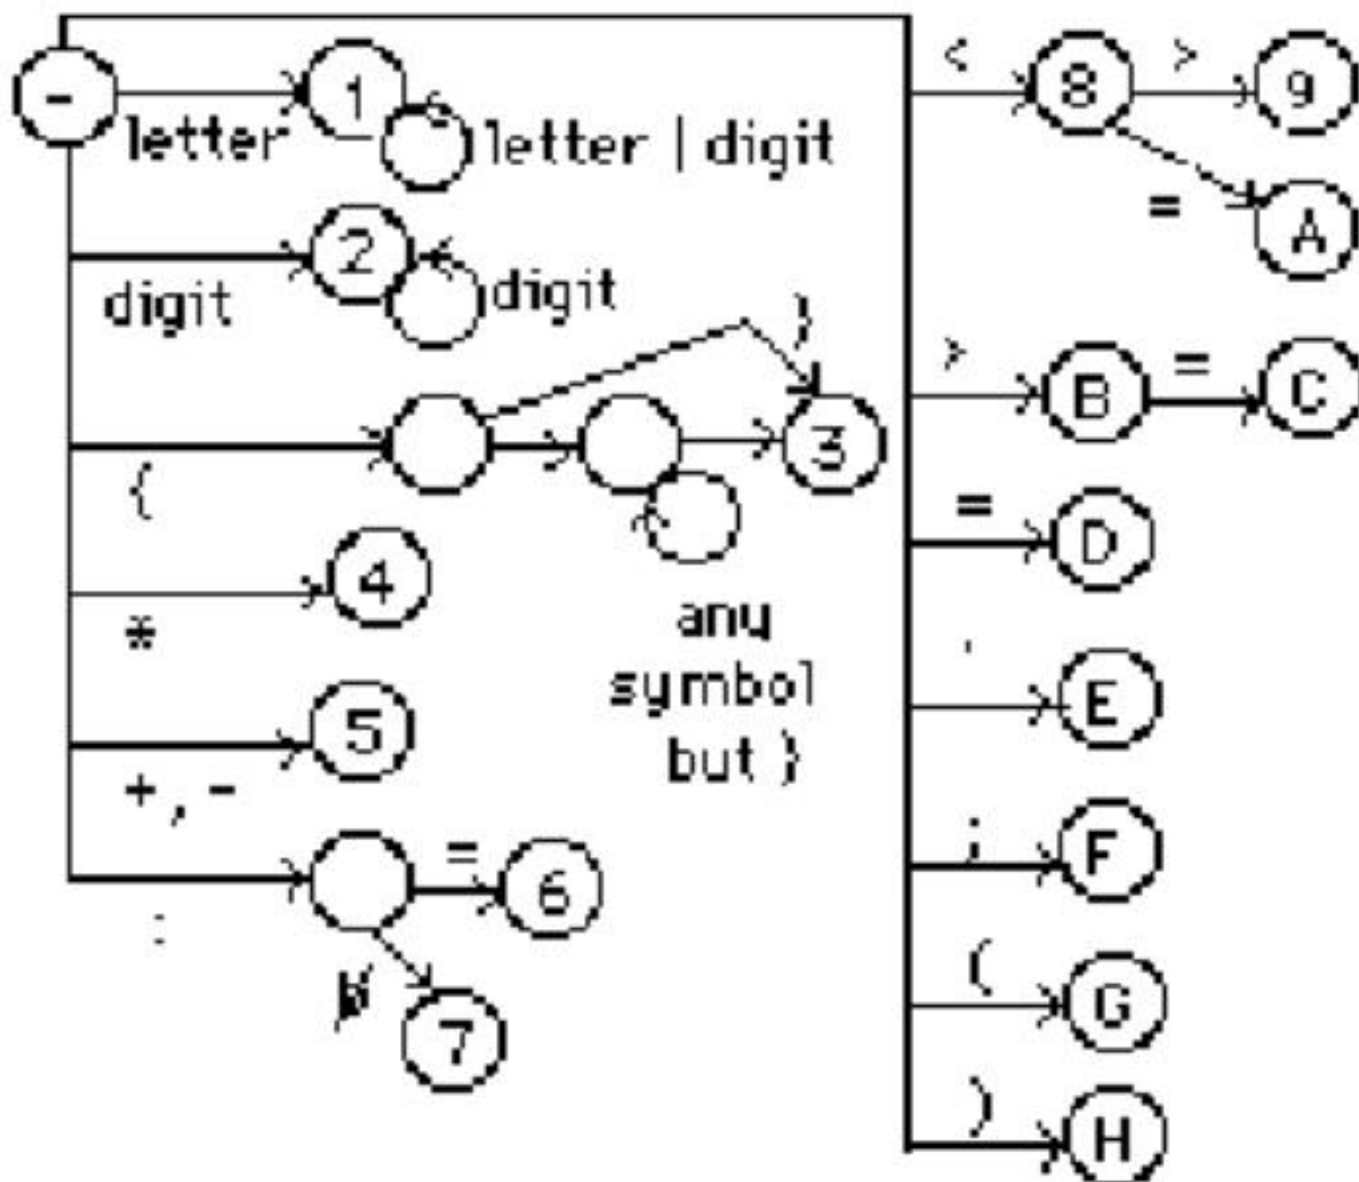 -
1
letter
letter | digit
2
digit
digit
}
{
3
4
*
any
symbol
but }
5
+,-
=
6
:
7
<
8
>
9
=
A
>
B
=
C
=
D
E
;
F
(
G
)
H